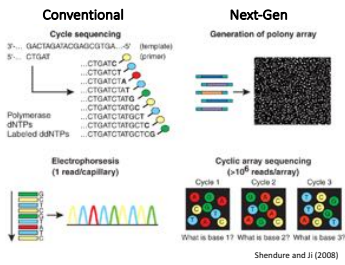 Conventional
Next-Gen
Cycle sequencing
3'-... GACTAGATACGAGCGTGA...-5' (template)
5'-... CTGAT (primer)
...CTGATC
...CTGATCT
...CTGATCTA
...CTGATCTAT
...CTGATCTATG
...CTGATCTATGC
...CTGATCTATGCT
...CTGATCTATGCTC
...CTGATCTATGCTCG
Polymerase
dNTPs
Labeled ddNTPs
Generation of polony array
Electrophorsesis
(1 read/capillary)
Cyclic array sequencing
(>10⁶ reads/array)
Cycle 1 Cycle 2 Cycle 3
What is base 1? What is base 2? What is base 3?
Shendure and Ji (2008)